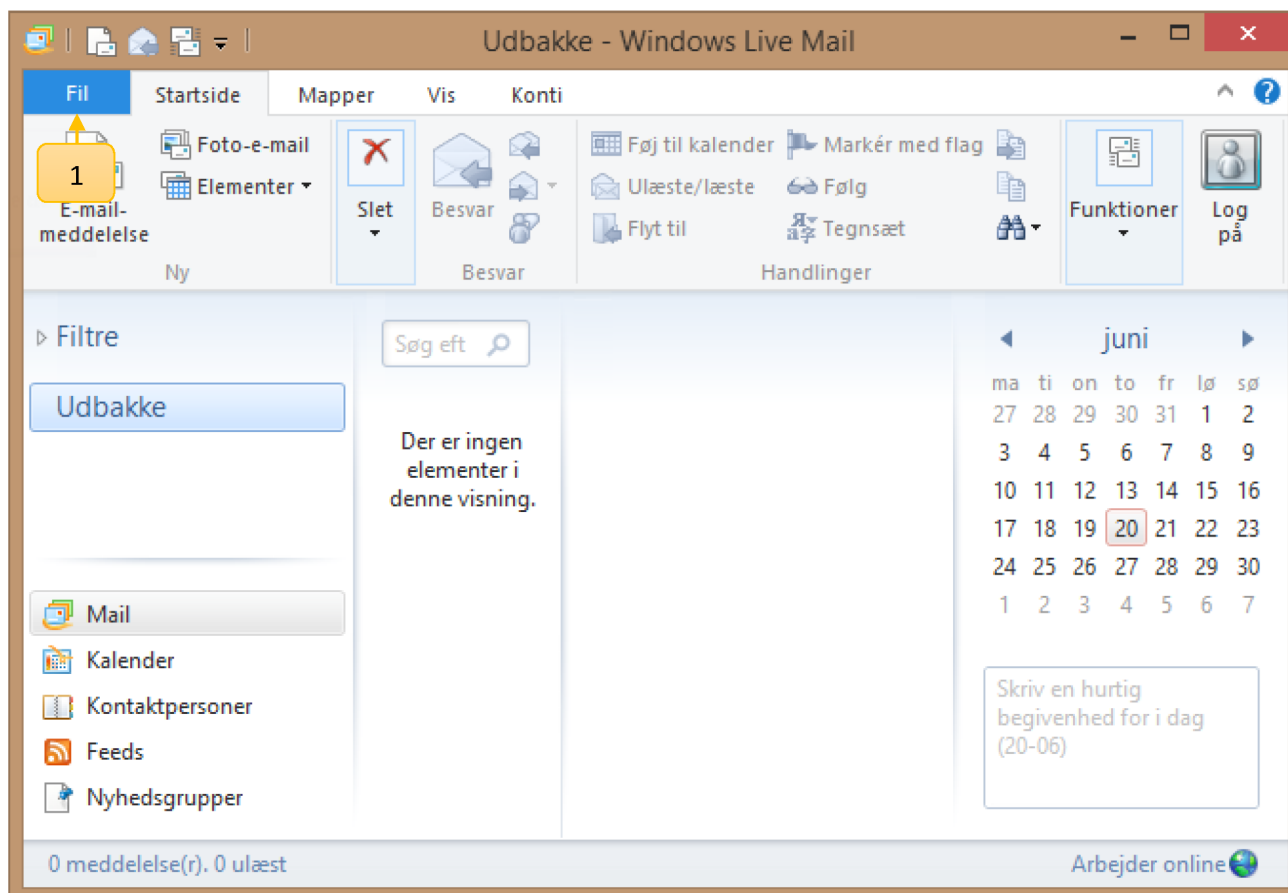 Udbakke - Windows Live Mail
Fil Startside Mapper Vis Konti
1
E-mail-
meddelelse
Foto-e-mail
Elementer
Ny
Slet
Besvar
Besvar
Føj til kalender
Ulæste/læste
Flyt til
Markér med flag
Følg
Tegnsæt
Handlinger
Funktioner
Log
på
Filtre
Udbakke
Mail
Kalender
Kontaktpersoner
Feeds
Nyhedsgrupper
Søg eft
Der er ingen
elementer i
denne visning.
juni
ma ti on to fr lø sø
27 28 29 30 31 1 2
3 4 5 6 7 8 9
10 11 12 13 14 15 16
17 18 19 20 21 22 23
24 25 26 27 28 29 30
1 2 3 4 5 6 7
Skriv en hurtig
begivenhed for i dag
(20-06)
0 meddelelse(r). 0 ulæst
Arbejder online